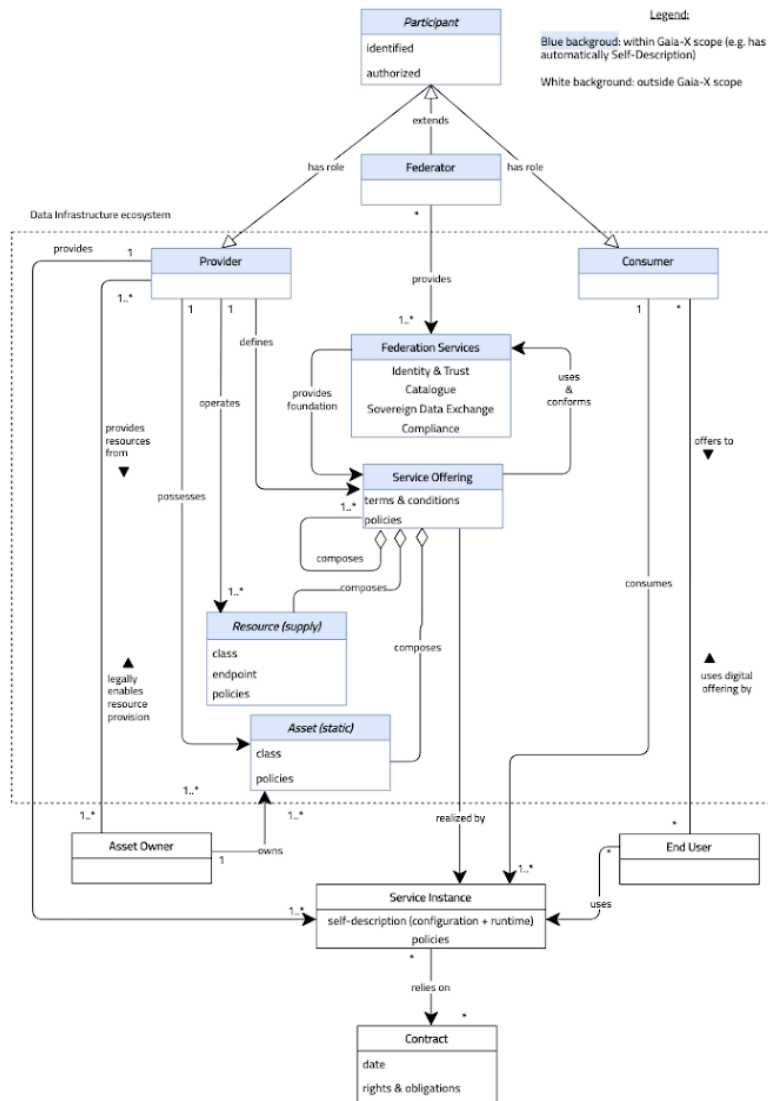 Participant
identified
authorized
Legend:
Blue backgroud: within Gaia-X scope (e.g. has
automatically Self-Description)
White background: outside Gaia-X scope
extends
has role
Federator
has role
*
Data Infrastructure ecosystem
provides
1
Provider
Consumer
1..*
1
1
provides
1
*
1..*
defines
Federation Services
Identity & Trust
Catalogue
Sovereign Data Exchange
Compliance
provides
foundation
uses
&
conforms
operates
provides
resources
from
offers to
Service Offering
terms & conditions
policies
1..*
possesses
composes
composes
consumes
1..*
Resource (supply)
class
endpoint
policies
composes
legally
enables
resource
provision
uses digital
offering by
Asset (static)
class
policies
1..*
1..*
1..*
realized by
*
Asset Owner
1
owns
End User
*
1..*
Service Instance
self-description (configuration + runtime)
policies
1..*
uses
*
relies on
*
Contract
date
rights & obligations